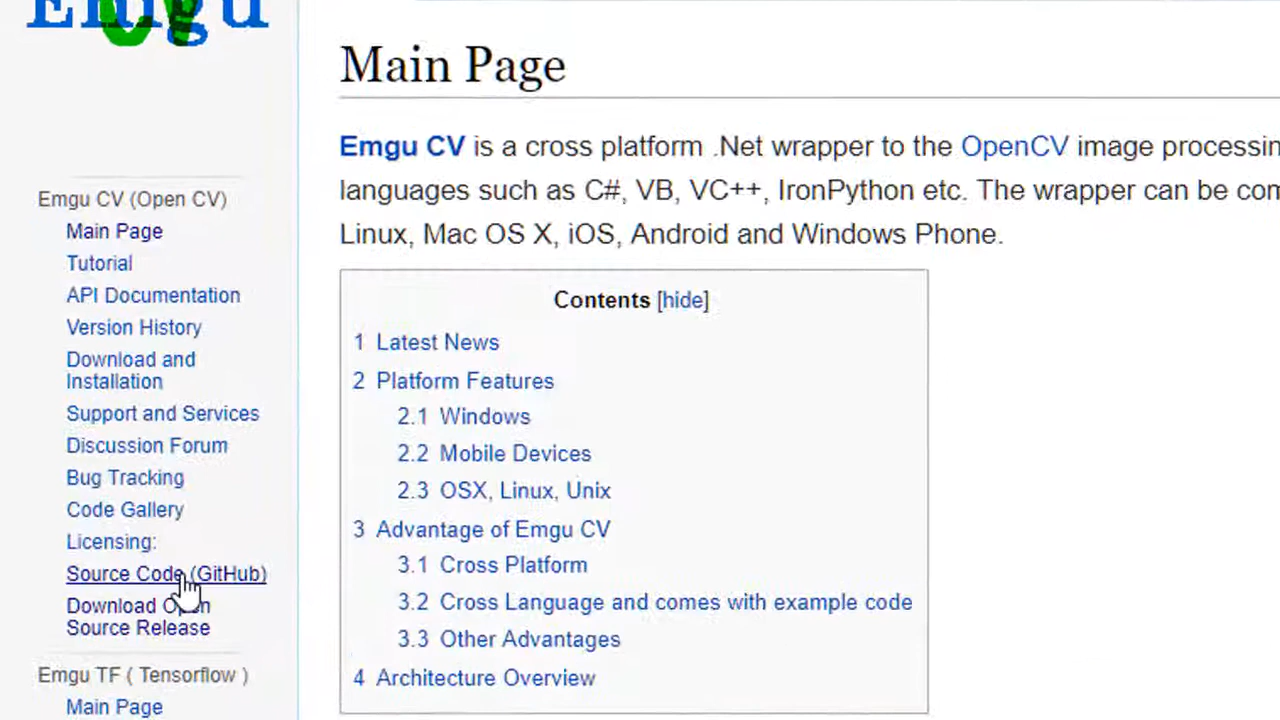 Emgu
CV
Emgu CV (Open CV)
Main Page
Tutorial
API Documentation
Version History
Download and
Installation
Support and Services
Discussion Forum
Bug Tracking
Code Gallery
Licensing:
Source Code (GitHub)
Download Open
Source Release
Emgu TF ( Tensorflow )
Main Page
Main Page
Emgu CV is a cross platform .Net wrapper to the OpenCV image
languages such as C#, VB, VC++, IronPython etc. The wrapper can be
Linux, Mac OS X, iOS, Android and Windows Phone.
Contents [hide]
1 Latest News
2 Platform Features
2.1 Windows
2.2 Mobile Devices
2.3 OSX, Linux, Unix
3 Advantage of Emgu CV
3.1 Cross Platform
3.2 Cross Language and comes with example code
3.3 Other Advantages
4 Architecture Overview